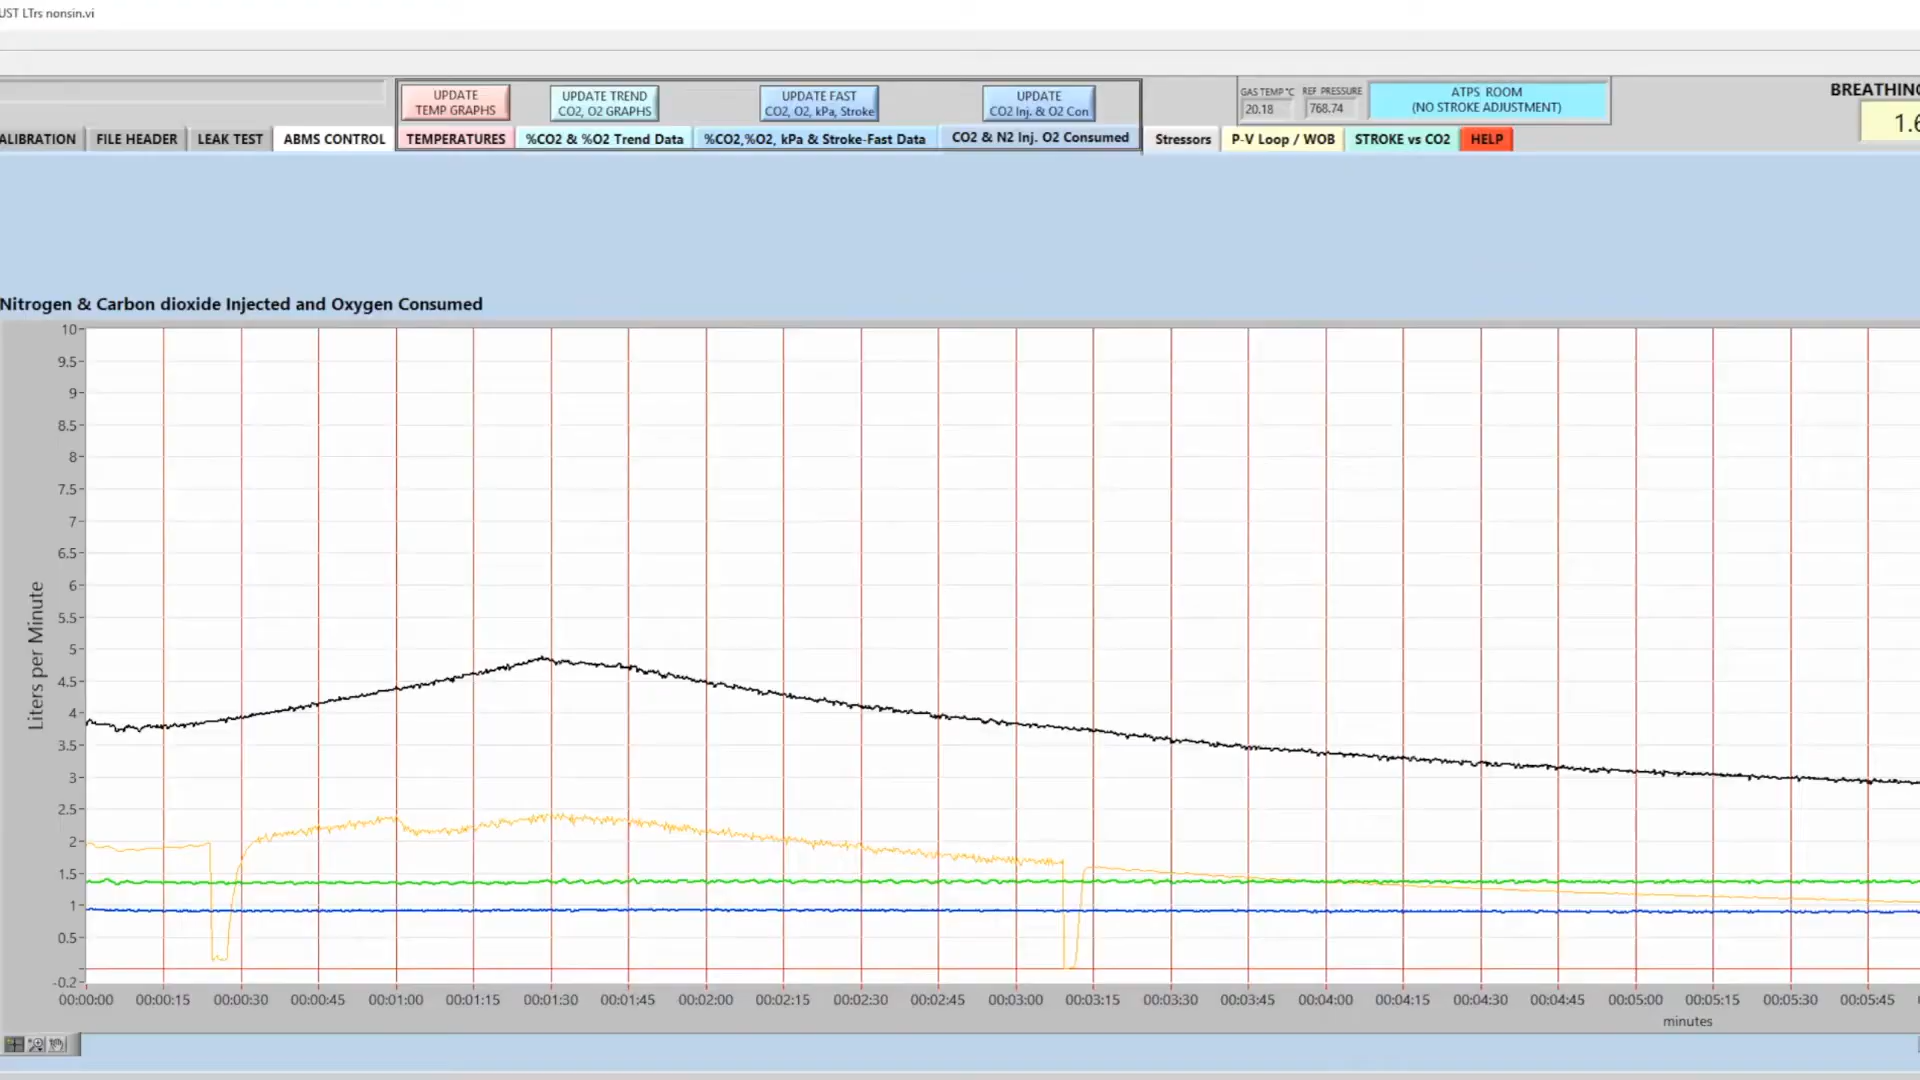 UST LTrs nonsin.vi
UPDATE
TEMP GRAPHS
UPDATE TREND
CO2, O2 GRAPHS
UPDATE FAST
CO2, O2, kPa, Stroke
UPDATE
CO2 Inj. & O2 Con
GAS TEMP °C
20.18
REF PRESSURE
768.74
ATPS ROOM
(NO STROKE ADJUSTMENT)
BREATHING
1.6
ALIBRATION
FILE HEADER
LEAK TEST
ABMS CONTROL
TEMPERATURES
%CO2 & %O2 Trend Data
%CO2,%O2, kPa & Stroke-Fast Data
CO2 & N2 Inj. O2 Consumed
Stressors
P-V Loop / WOB
STROKE vs CO2
HELP
Nitrogen & Carbon dioxide Injected and Oxygen Consumed
Liters per Minute
10
9.5
9
8.5
8
7.5
7
6.5
6
5.5
5
4.5
4
3.5
3
2.5
2
1.5
1
0.5
-0.2
00:00:00 00:00:15 00:00:30 00:00:45 00:01:00 00:01:15 00:01:30 00:01:45 00:02:00 00:02:15 00:02:30 00:02:45 00:03:00 00:03:15 00:03:30 00:03:45 00:04:00 00:04:15 00:04:30 00:04:45 00:05:00 00:05:15 00:05:30 00:05:45
minutes